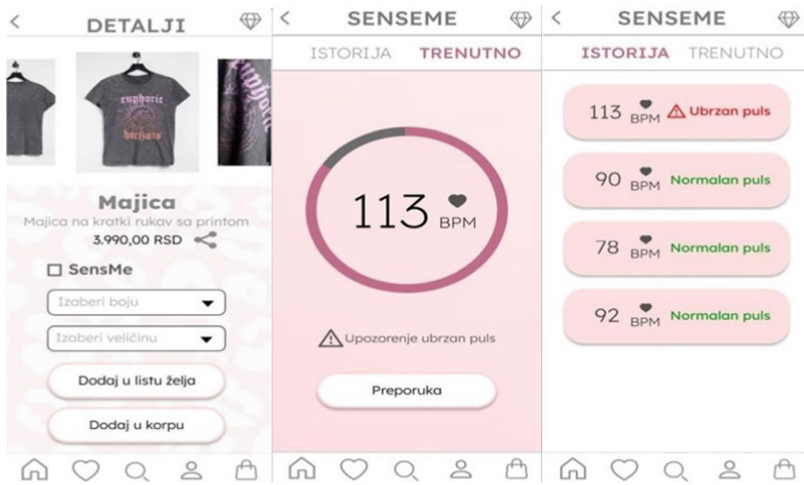 DETALJI
euphoric
horizons
euphoric
Majica
Majica na kratki rukav sa printom
3.990,00 RSD
SensMe
Izaberi boju
Izaberi veličinu
Dodaj u listu želja
Dodaj u korpu
SENSEME
ISTORIJA TRENUTNO
113 BPM
Upozorenje ubrzan puls
Preporuka
SENSEME
ISTORIJA TRENUTNO
113 BPM Ubrzan puls
90 BPM Normalan puls
78 BPM Normalan puls
92 BPM Normalan puls